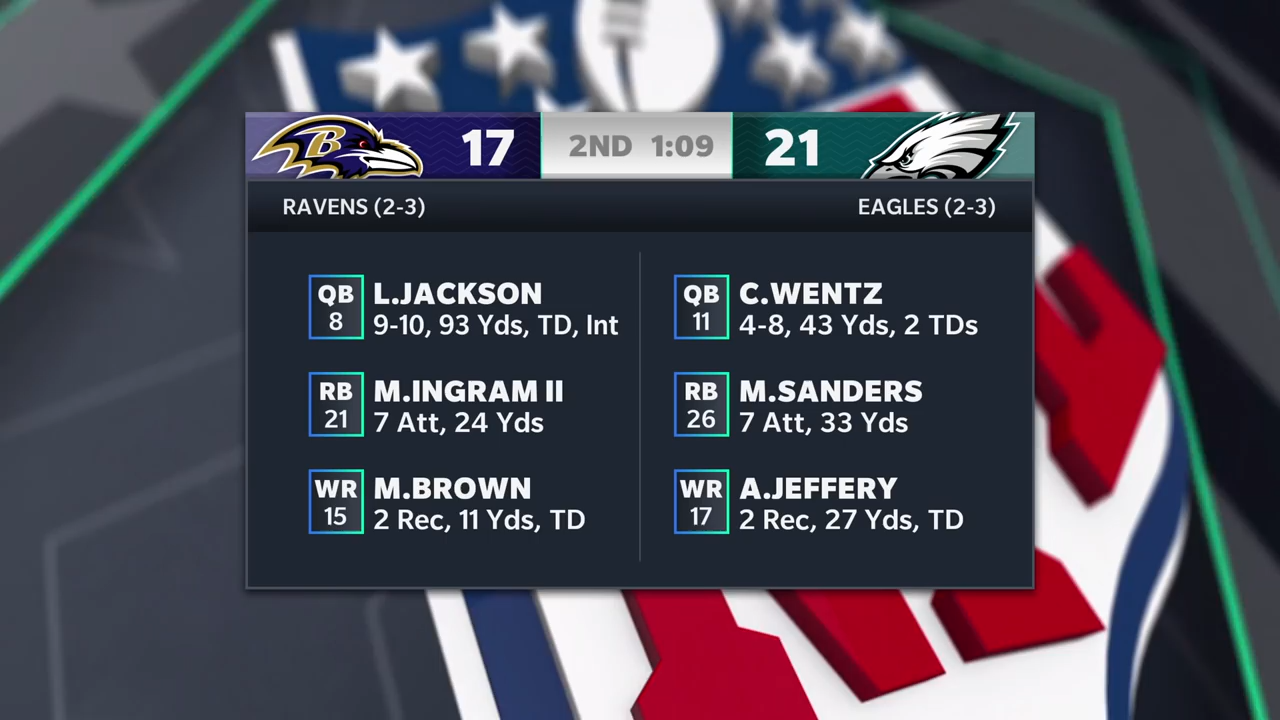 B
17
2ND 1:09
21
RAVENS (2-3)
EAGLES (2-3)
QB
8
L.JACKSON
9-10, 93 Yds, TD, Int
RB
21
M.INGRAM II
7 Att, 24 Yds
WR
15
M.BROWN
2 Rec, 11 Yds, TD
QB
11
C.WENTZ
4-8, 43 Yds, 2 TDs
RB
26
M.SANDERS
7 Att, 33 Yds
WR
17
A.JEFFERY
2 Rec, 27 Yds, TD